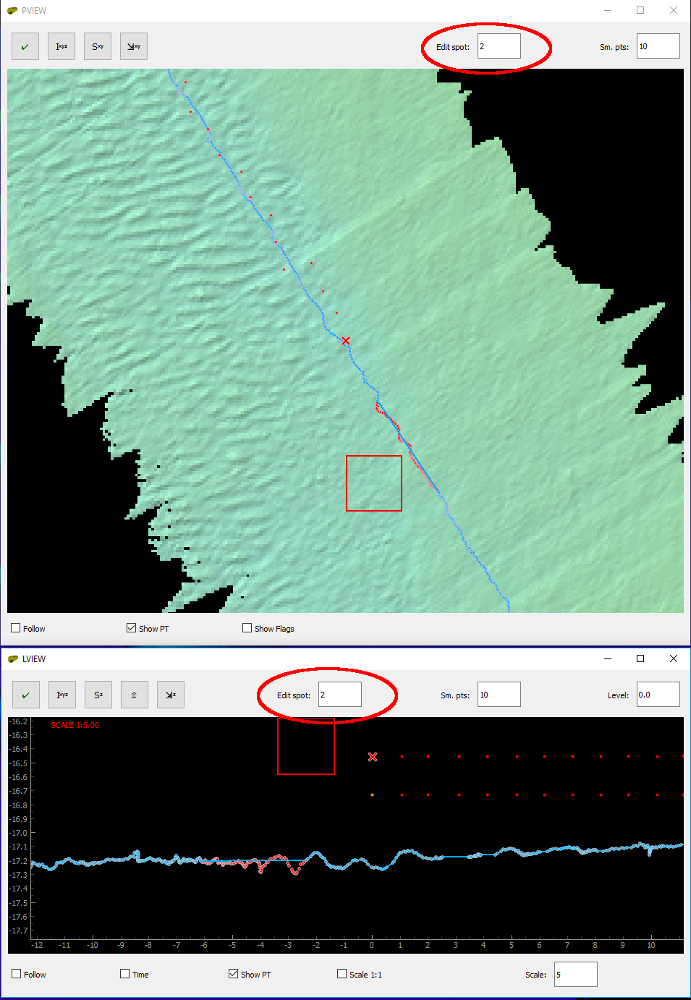 PVIEW
Ixyz Sxy xy Edit spot: 2 Sm. pts: 10
Follow Show PT Show Flags
LVIEW
Ixyz Sz z Edit spot: 2 Sm. pts: 10 Level: 0.0
-16.2 SCALE 1:5.00
-16.3
-16.4
-16.5
-16.6
-16.7
-16.8
-16.9
-17.0
-17.1
-17.2
-17.3
-17.4
-17.5
-17.6
-17.7
-12 -11 -10 -9 -8 -7 -6 -5 -4 -3 -2 -1 0 1 2 3 4 5 6 7 8 9 10
Follow Time Show PT Scale 1:1 Scale: 5